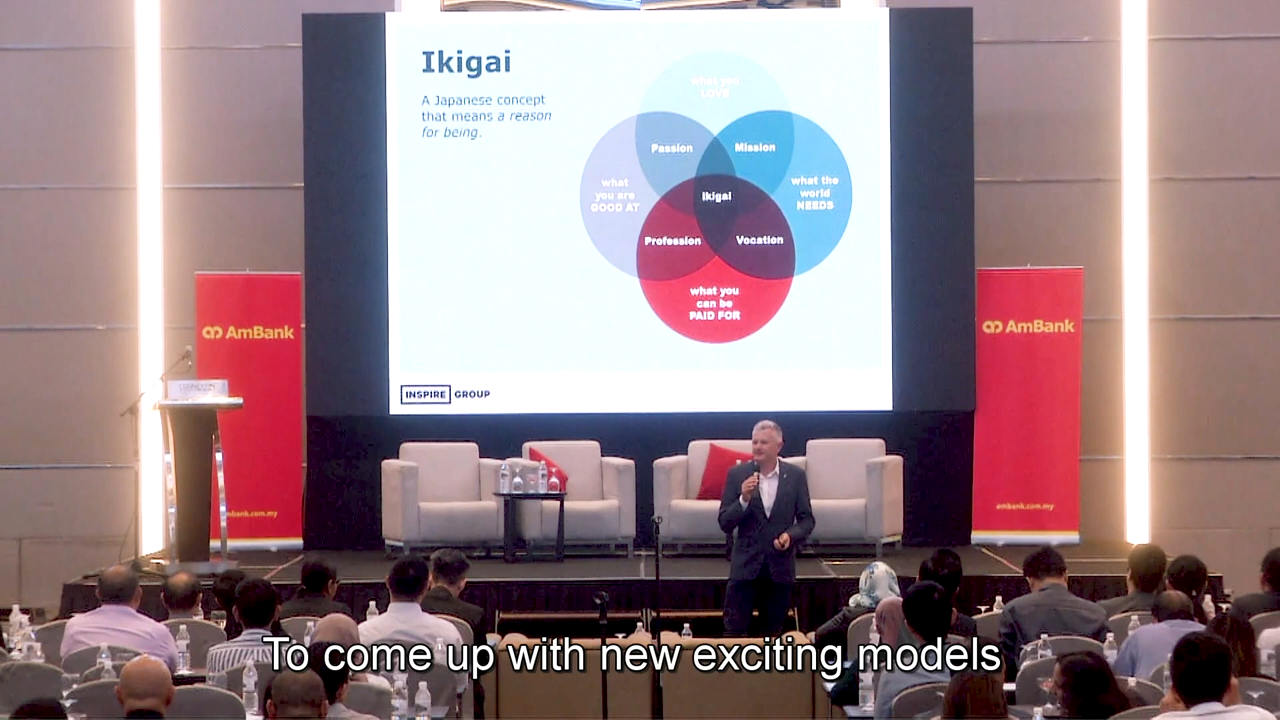 Ikigai
A Japanese concept
that means a reason
for being.
what you
LOVE
Passion
Mission
what
you are
GOOD AT
what the
world
NEEDS
ikigai
Profession
Vocation
what you
can be
PAID FOR
INSPIRE GROUP
AmBank
AmBank
ambank.com.my
ambank.com.my
To come up with new exciting models